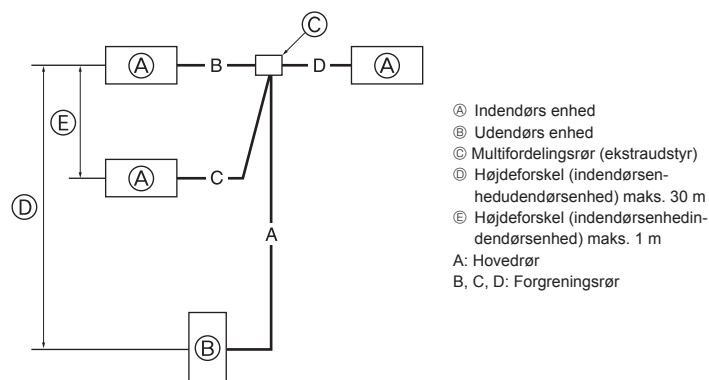 Ⓒ
Ⓐ B D Ⓐ
Ⓔ
Ⓐ C
Ⓓ
A
Ⓑ
Ⓐ Indendørs enhed
Ⓑ Udendørs enhed
Ⓒ Multifordelingsrør (ekstraudstyr)
Ⓓ Højdeforskel (indendørsen-
hedudendørsenhed) maks. 30 m
Ⓔ Højdeforskel (indendørsenhedin-
dendørsenhed) maks. 1 m
A: Hovedrør
B, C, D: Forgreningsrør